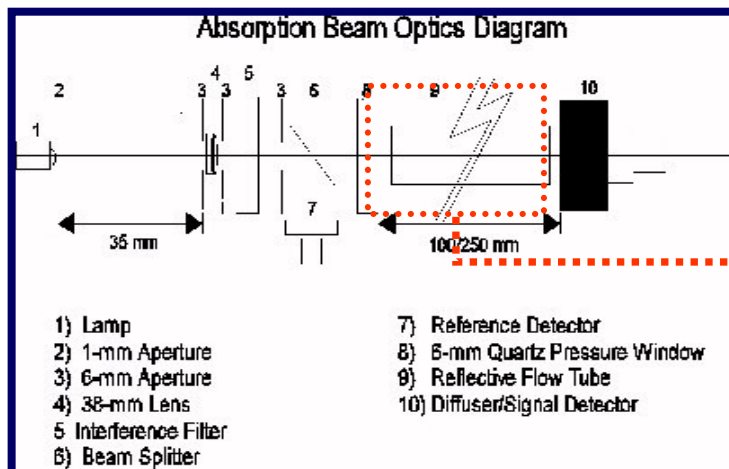 Absorption Beam Optics Diagram
2 3 4 3 5 3 6 8 9 10
1
7
35 mm
100/250 mm
1) Lamp
2) 1-mm Aperture
3) 6-mm Aperture
4) 38-mm Lens
5 Interference Filter
6) Beam Splitter
7) Reference Detector
8) 6-mm Quartz Pressure Window
9) Reflective Flow Tube
10) Diffuser/Signal Detector